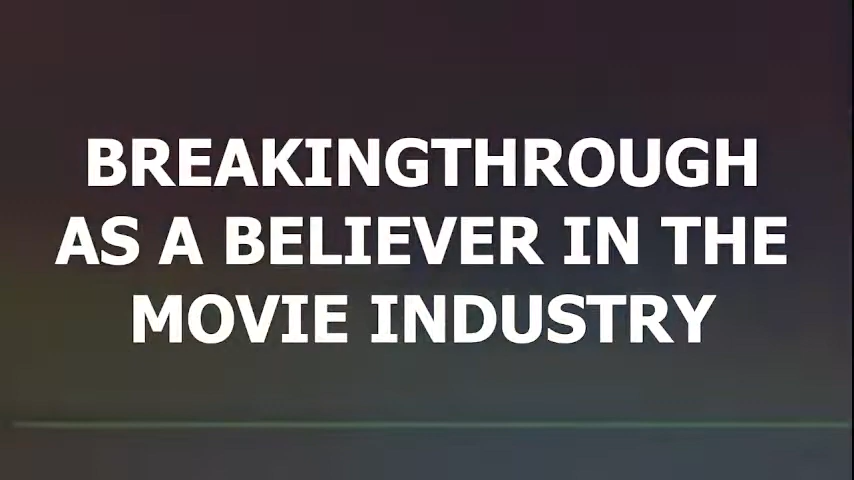 BREAKINGTHROUGH
AS A BELIEVER IN THE
MOVIE INDUSTRY